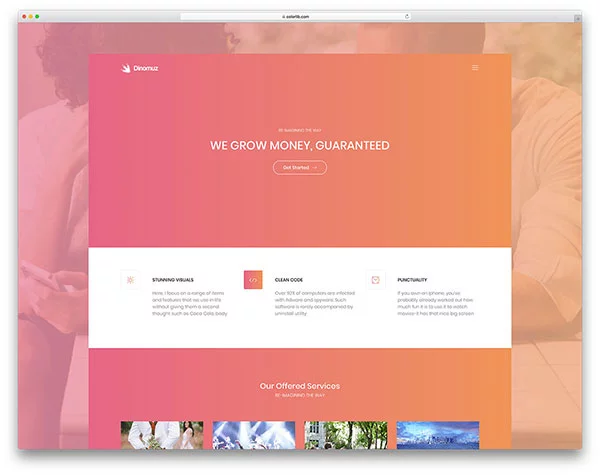 colorlib.com
Dinomuz
RE-IMAGINING THE WAY
WE GROW MONEY, GUARANTEED
Get Started →
STUNNING VISUALS
Here, I focus on a range of items
and features that we use in life
without giving them a second
thought such as Coca Cola, body
</>
CLEAN CODE
Over 92% of computers are infected
with Adware and spyware. Such
software is rarely accompanied by
uninstall utility
PUNCTUALITY
If you own an Iphone, you've
probably already worked out how
much fun it is to use it to watch
movies-it has that nice big screen
Our Offered Services
RE-IMAGINING THE WAY